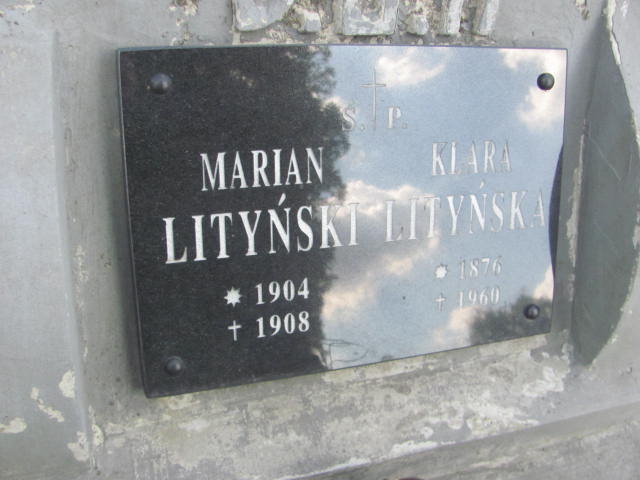 Ś. P.
MARIAN
LITYŃSKI
* 1904
+ 1908
KLARA
LITYŃSKA
* 1876
+ 1960